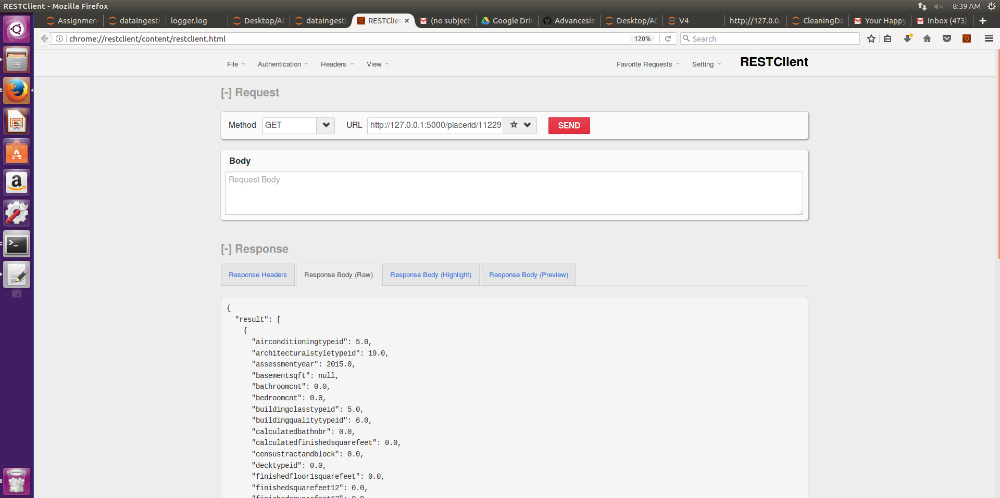 RESTClient - Mozilla Firefox
8:39 AM
Assignmen
dataIngesti
logger.log
Desktop/AD
dataIngesti
RESTClie
(no subject
Google Driv
Advancesin
Desktop/AD
V4
http://127.0.0.
CleaningDa
Your Happy
Inbox (473)
chrome://restclient/content/restclient.html
120%
Search
File
Authentication
Headers
View
Favorite Requests
Setting
RESTClient
[-] Request
Method
GET
URL
http://127.0.0.1:5000/placerid/11229
SEND
Body
Request Body
[-] Response
Response Headers
Response Body (Raw)
Response Body (Highlight)
Response Body (Preview)
{
"result": [
{
"airconditioningtypeid": 5.0,
"architecturalstyletypeid": 19.0,
"assessmentyear": 2015.0,
"basementsqft": null,
"bathroomcnt": 0.0,
"bedroomcnt": 0.0,
"buildingclasstypeid": 5.0,
"buildingqualitytypeid": 6.0,
"calculatedbathnbr": 0.0,
"calculatedfinishedsquarefeet": 0.0,
"censustractandblock": 0.0,
"decktypeid": 0.0,
"finishedfloor1squarefeet": 0.0,
"finishedsquarefeet12": 0.0,